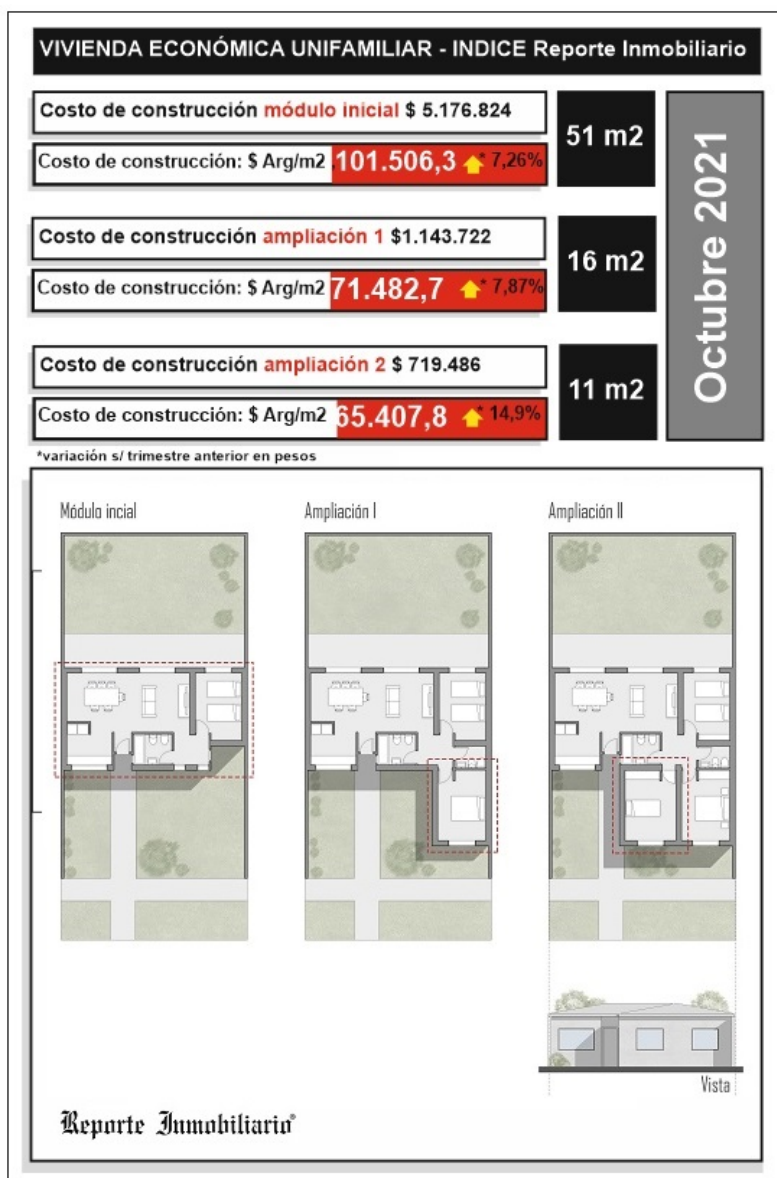 VIVIENDA ECONÓMICA UNIFAMILIAR - INDICE Reporte Inmobiliario
Costo de construcción módulo inicial $ 5.176.824
Costo de construcción: $ Arg/m2 101.506,3 * 7,26%
51 m2
Costo de construcción ampliación 1 $1.143.722
Costo de construcción: $ Arg/m2 71.482,7 * 7,87%
16 m2
Costo de construcción ampliación 2 $ 719.486
Costo de construcción: $ Arg/m2 65.407,8 * 14,9%
11 m2
Octubre 2021
*variación s/ trimestre anterior en pesos
Módulo incial
Ampliación I
Ampliación II
Vista
Reporte Inmobiliario®